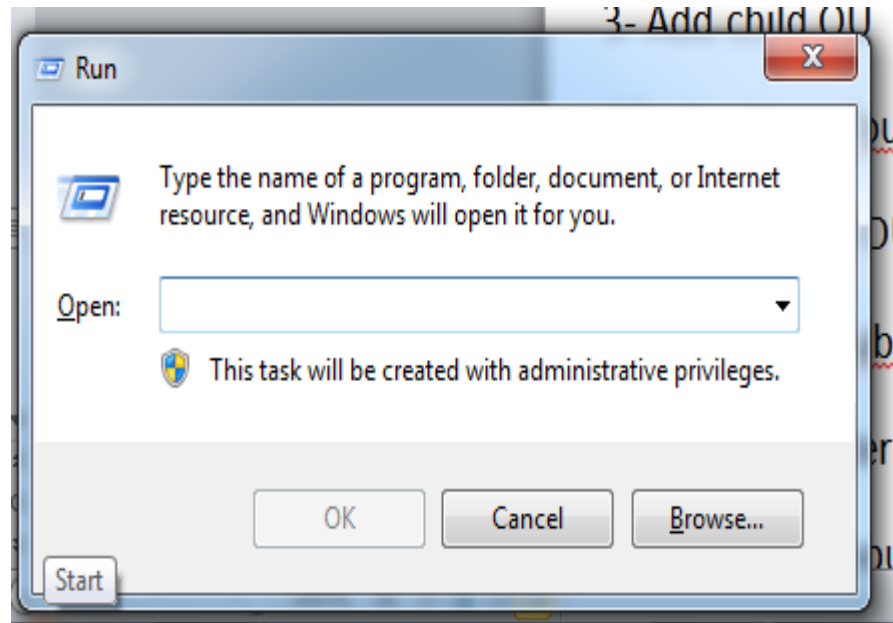 3- Add child OU
Run
Type the name of a program, folder, document, or Internet
resource, and Windows will open it for you.
Open:
This task will be created with administrative privileges.
OK
Cancel
Browse...
Start